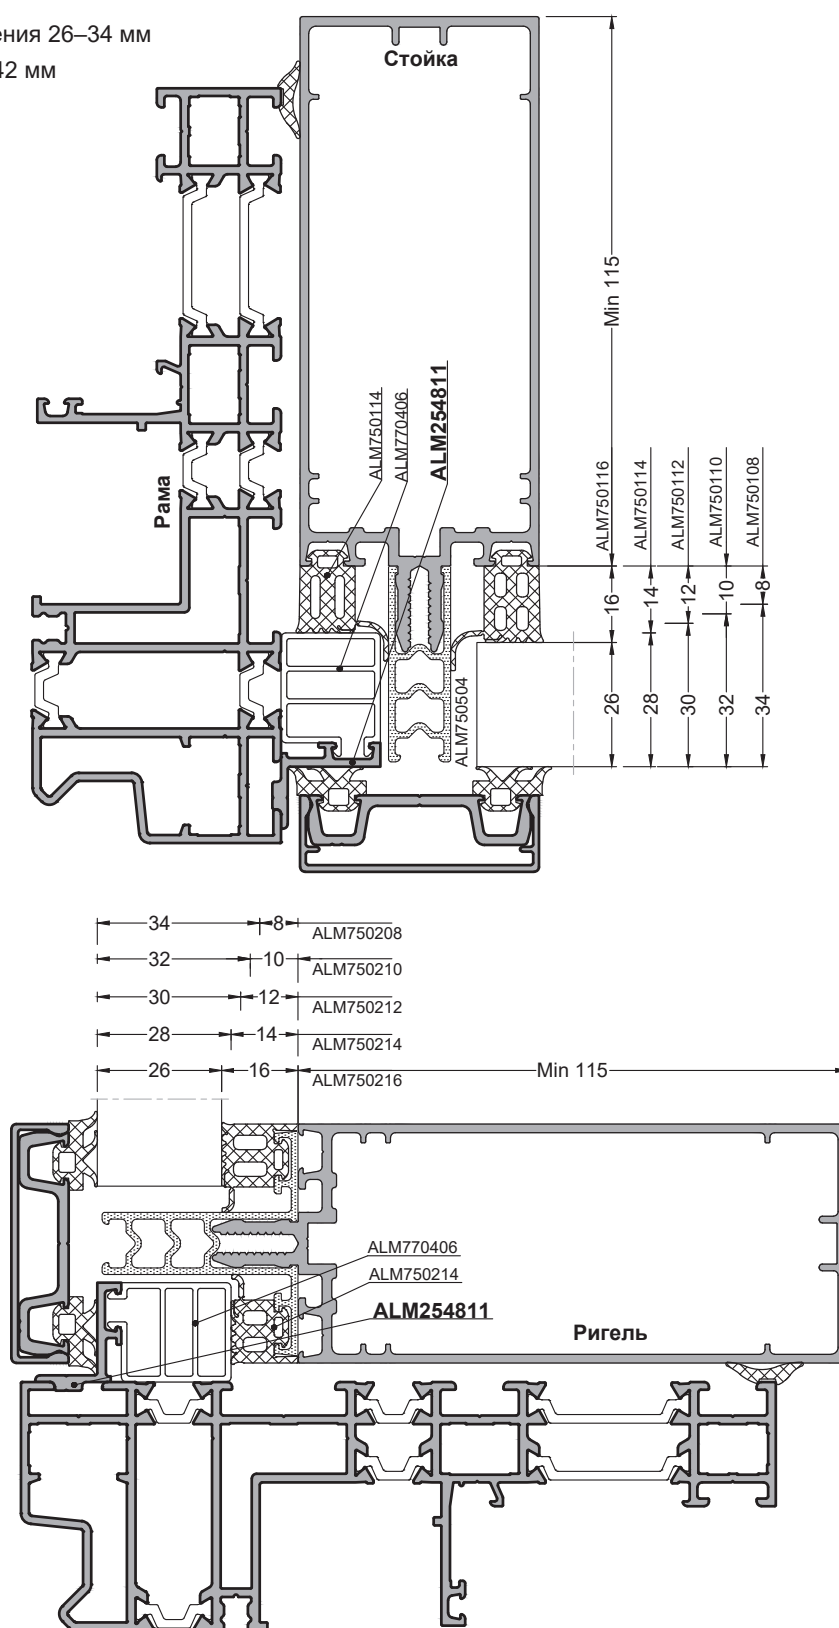 ения 26–34 мм
42 мм
Стойка
Min 115
ALM750114
ALM770406
ALM254811
Рама
ALM750116
ALM750114
ALM750112
ALM750110
ALM750108
16
14
12
10
8
26
28
30
32
34
ALM750504
34
8
ALM750208
32
10
ALM750210
30
12
ALM750212
28
14
ALM750214
26
16
ALM750216
Min 115
ALM770406
ALM750214
ALM254811
Ригель